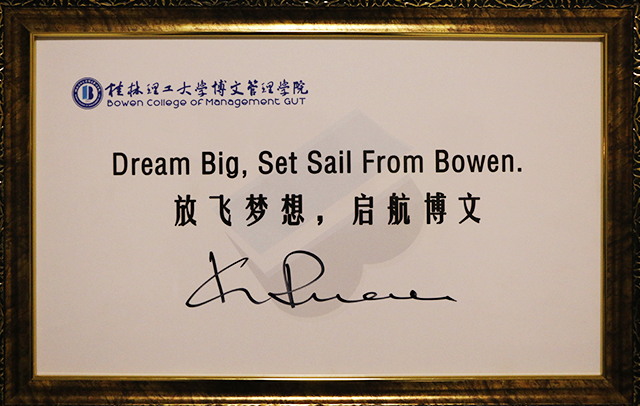 桂林理工大学博文管理学院
Bowen College of Management GUT
Dream Big, Set Sail From Bowen.
放飞梦想，启航博文